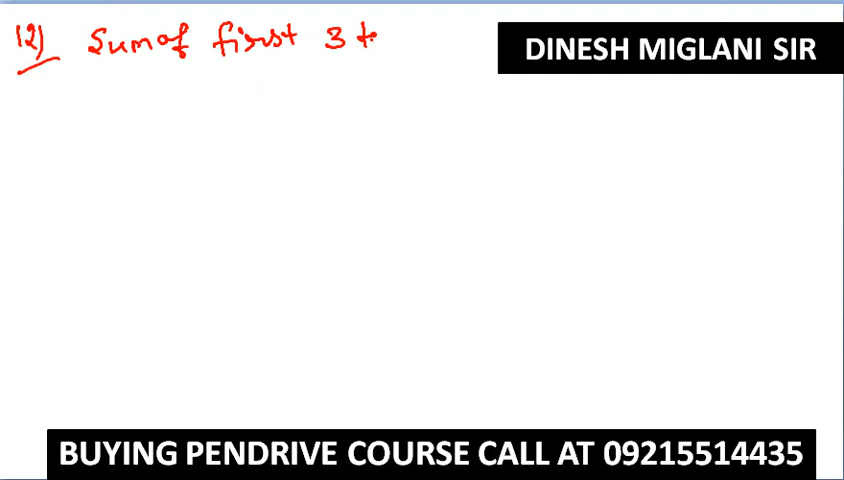 12) Sum of first 3 t
DINESH MIGLANI SIR
BUYING PENDRIVE COURSE CALL AT 09215514435